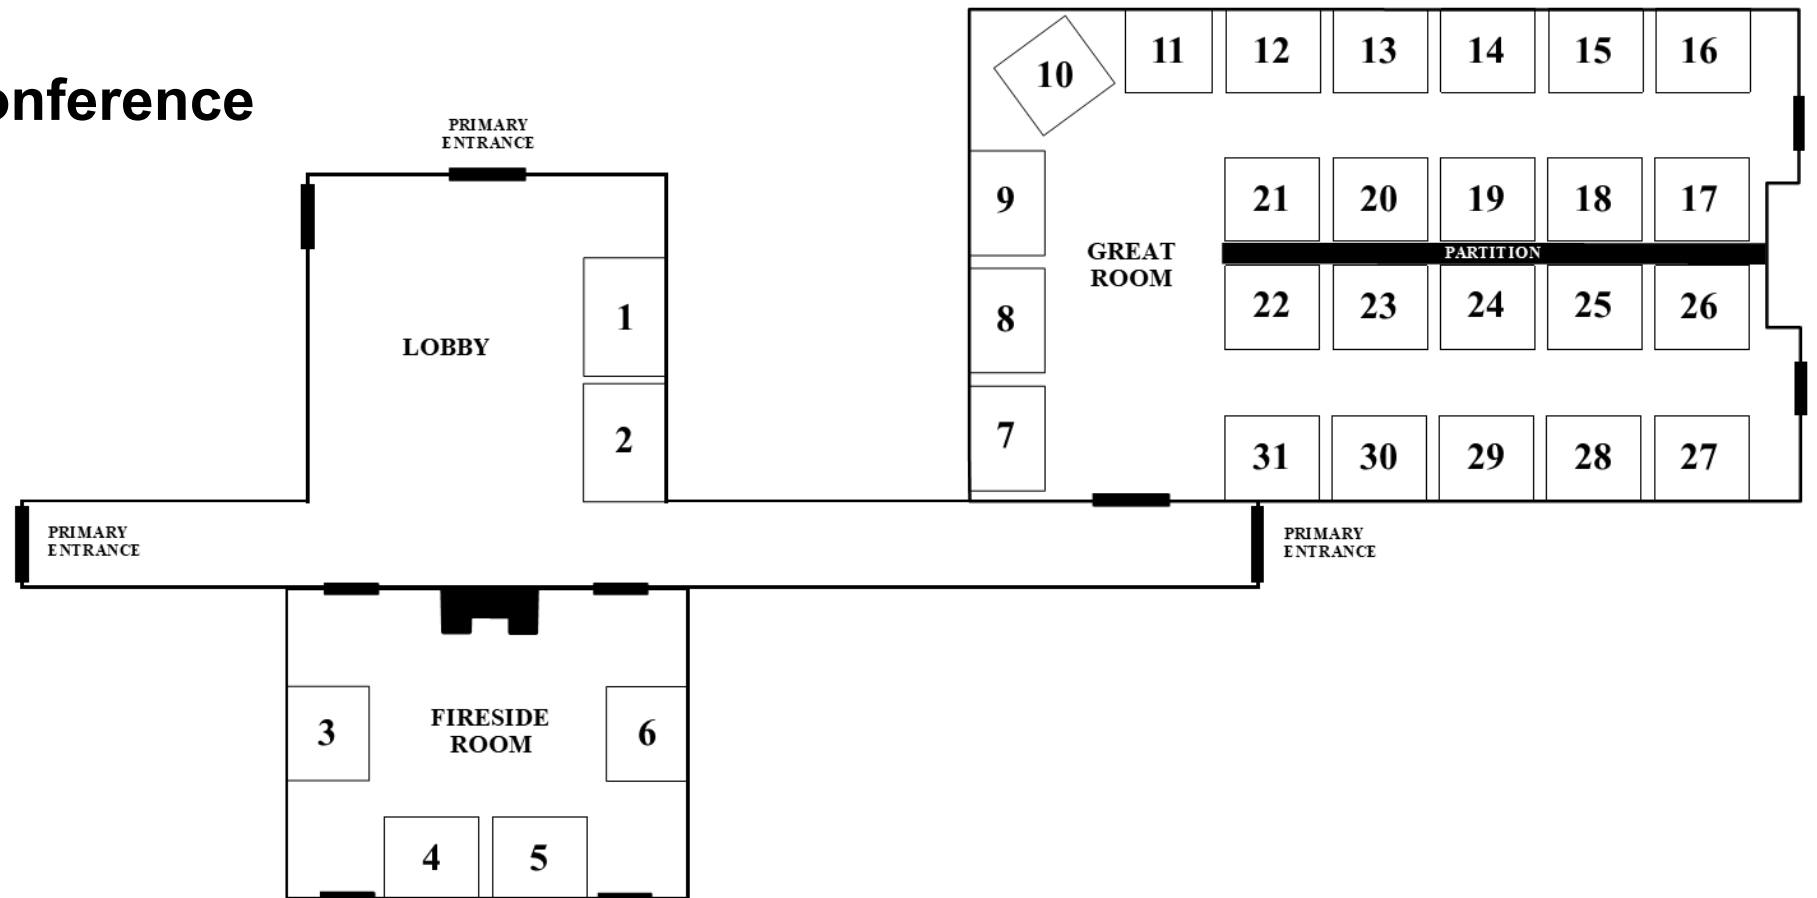 onference
PRIMARY
ENTRANCE
10
11
12
13
14
15
16
9
21
20
19
18
17
GREAT
ROOM
PARTITION
8
22
23
24
25
26
1
LOBBY
2
7
31
30
29
28
27
PRIMARY
ENTRANCE
PRIMARY
ENTRANCE
3
FIRESIDE
ROOM
6
4
5